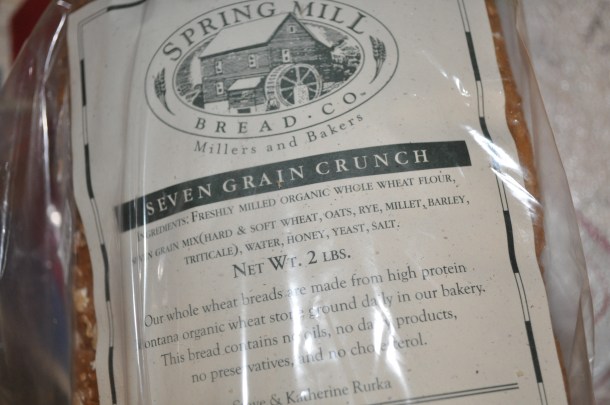 SPRING MILL
BREAD · CO.
Millers and Bakers
SEVEN GRAIN CRUNCH
INGREDIENTS: FRESHLY MILLED ORGANIC WHOLE WHEAT FLOUR,
GRAIN MIX(HARD & SOFT WHEAT, OATS, RYE, MILLET, BARLEY,
TRITICALE), WATER, HONEY, YEAST, SALT.
NET WT. 2 LBS.
Our whole wheat breads are made from high protein
Montana organic wheat stone ground daily in our bakery.
This bread contains no oils, no dairy products,
no preservatives, and no cholesterol.
& Katherine Rurka